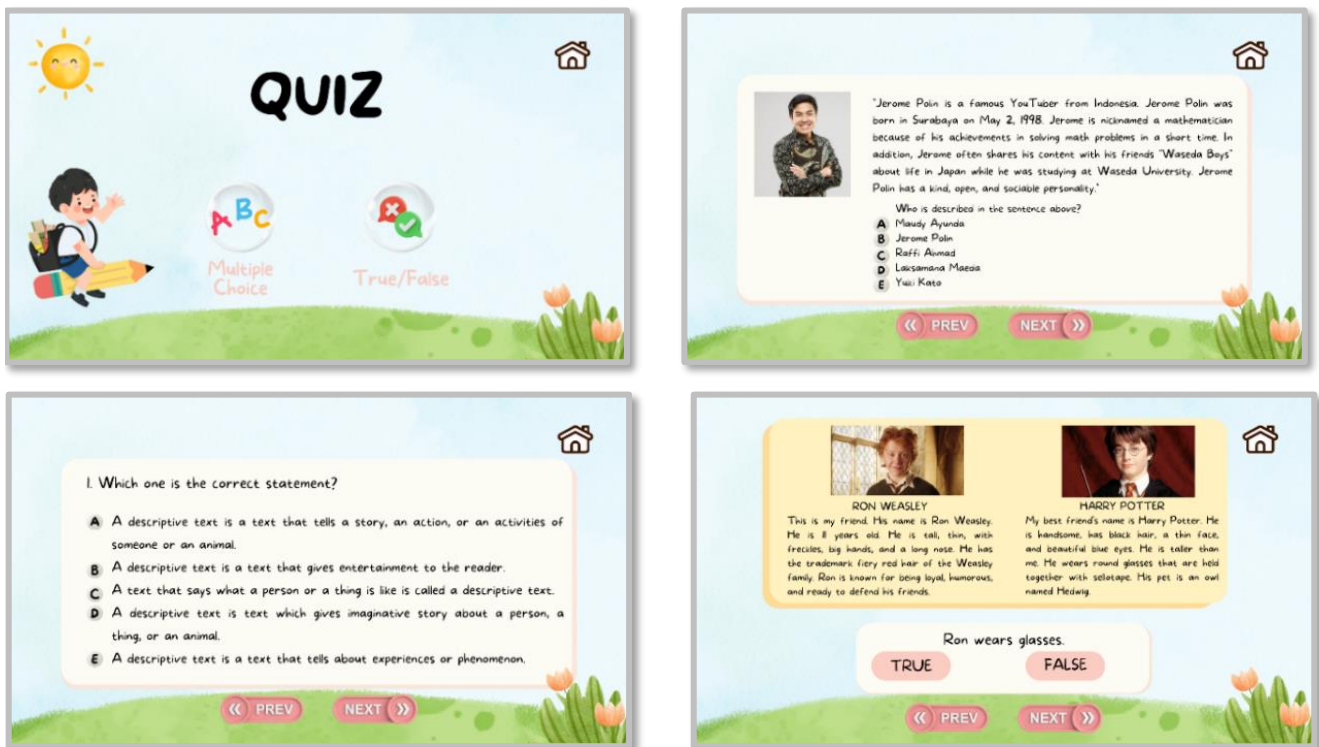 QUIZ
Multiple
Choice
True/False
"Jerome Polin is a famous YouTuber from Indonesia. Jerome Polin was
born in Surabaya on May 2, 1998. Jerome is nicknamed a mathematician
because of his achievements in solving math problems in a short time. In
addition, Jerome often shares his content with his friends "Waseda Boys"
about life in Japan while he was studying at Waseda University. Jerome
Polin has a kind, open, and sociable personality."
Who is described in the sentence above?
A Maudy Ayunda
B Jerome Polin
C Raffi Ahmad
D Laksamana Maeda
E Yuki Kato
PREV NEXT
1. Which one is the correct statement?
A A descriptive text is a text that tells a story, an action, or an activities of
someone or an animal.
B A descriptive text is a text that gives entertainment to the reader.
C A text that says what a person or a thing is like is called a descriptive text.
D A descriptive text is text which gives imaginative story about a person, a
thing, or an animal.
E A descriptive text is a text that tells about experiences or phenomenon.
PREV NEXT
RON WEASLEY
This is my friend. His name is Ron Weasley.
He is 11 years old. He is tall, thin, with
freckles, big hands, and a long nose. He has
the trademark fiery red hair of the Weasley
family. Ron is known for being loyal, humorous,
and ready to defend his friends.
HARRY POTTER
My best friend's name is Harry Potter. He
is handsome, has black hair, a thin face,
and beautiful blue eyes. He is taller than
me. He wears round glasses that are held
together with selotape. His pet is an owl
named Hedwig.
Ron wears glasses.
TRUE FALSE
PREV NEXT